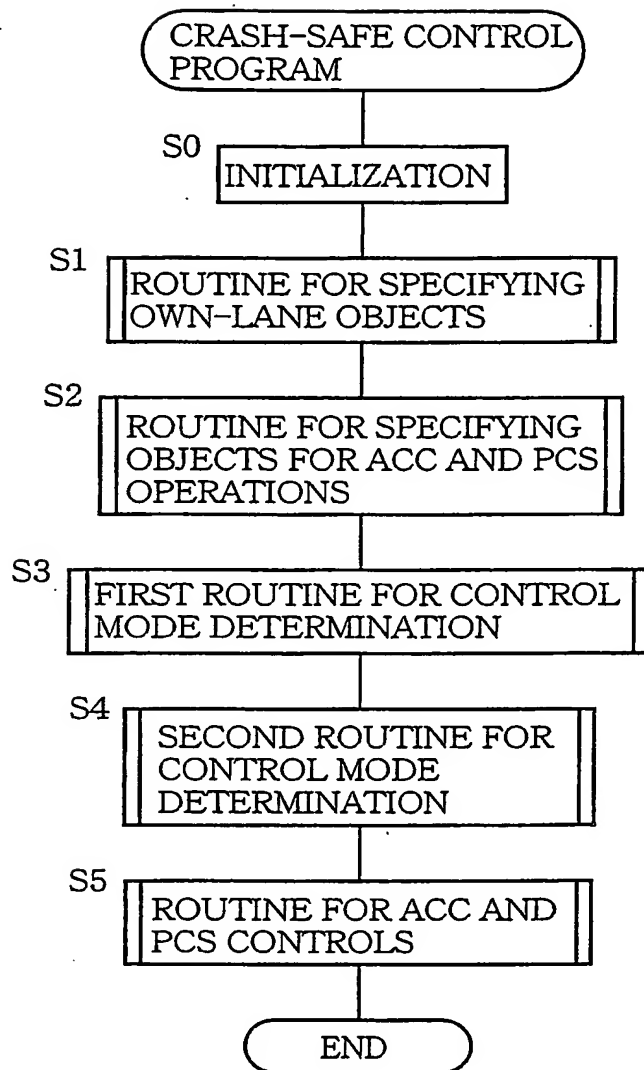 CRASH-SAFE CONTROL
PROGRAM
S0
INITIALIZATION
S1
ROUTINE FOR SPECIFYING
OWN-LANE OBJECTS
S2
ROUTINE FOR SPECIFYING
OBJECTS FOR ACC AND PCS
OPERATIONS
S3
FIRST ROUTINE FOR CONTROL
MODE DETERMINATION
S4
SECOND ROUTINE FOR
CONTROL MODE
DETERMINATION
S5
ROUTINE FOR ACC AND
PCS CONTROLS
END